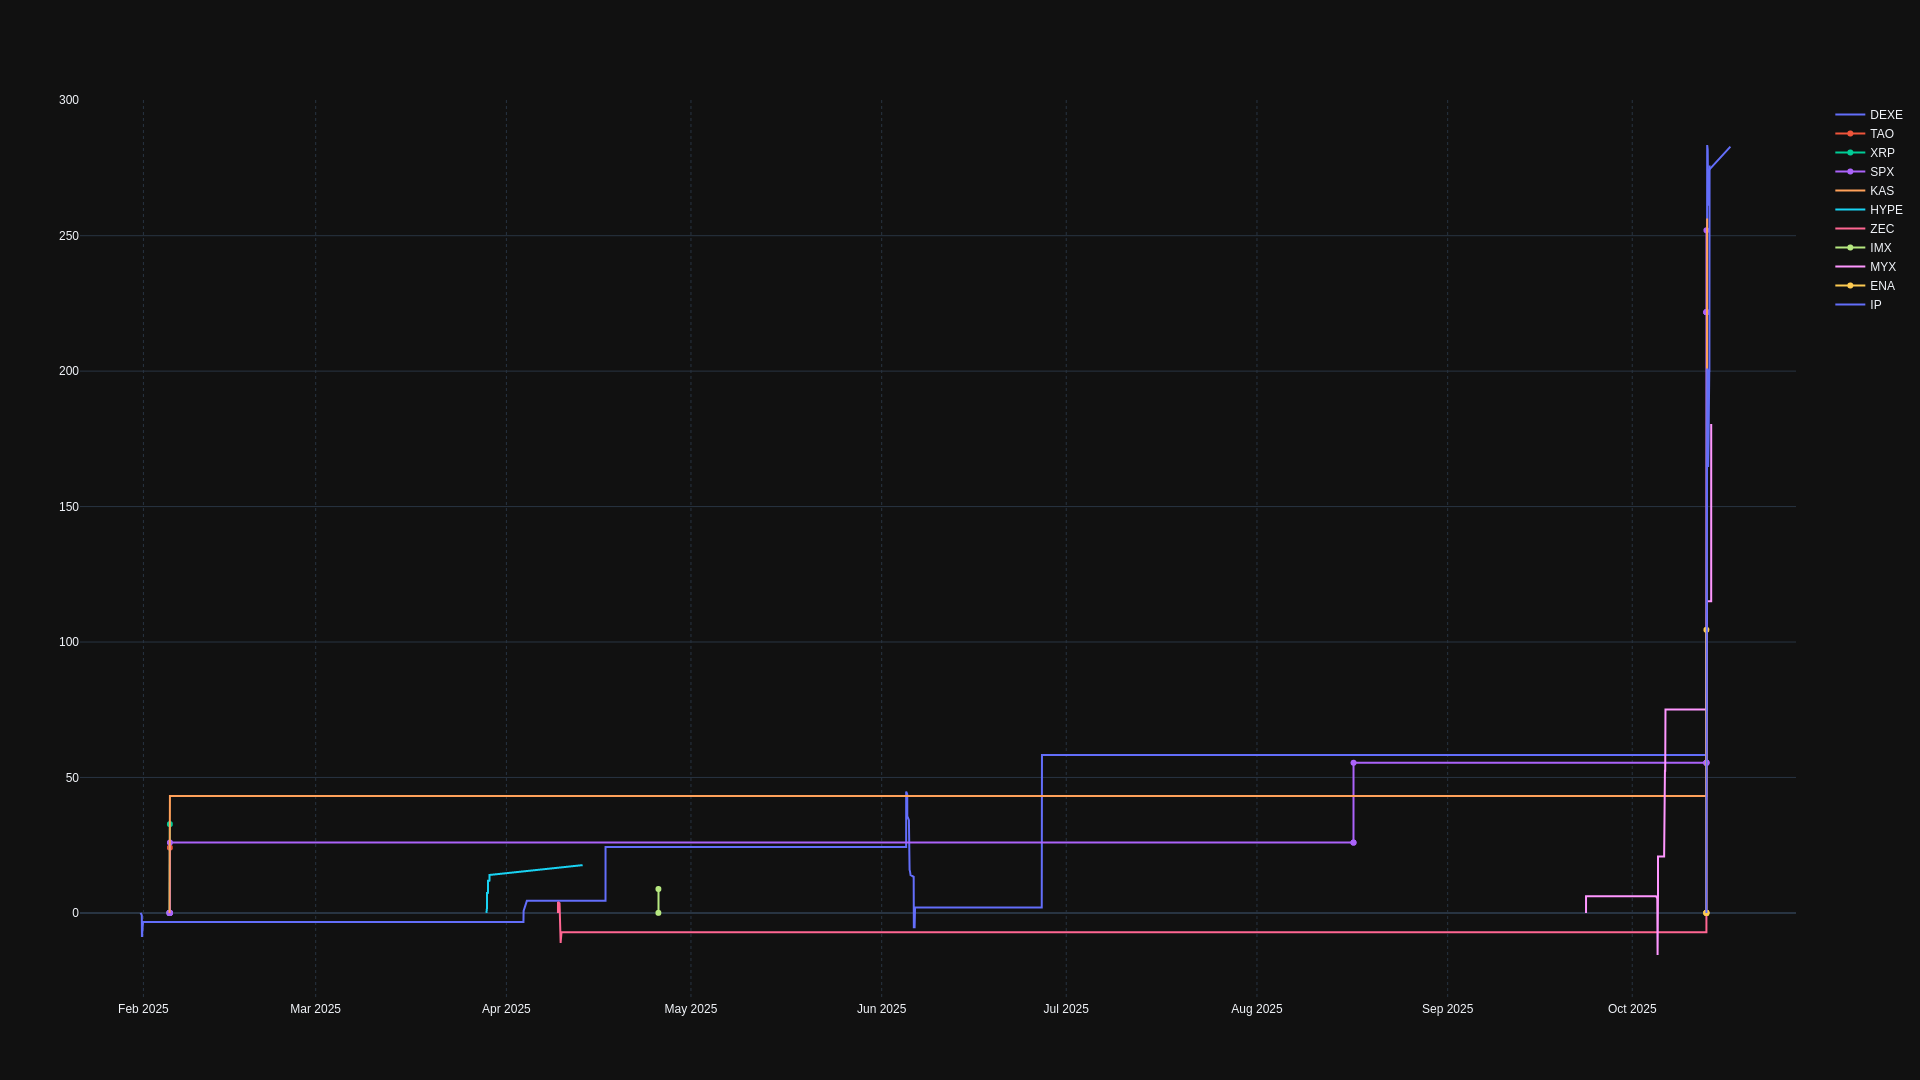 300
250
200
150
100
50
0
Feb 2025
Mar 2025
Apr 2025
May 2025
Jun 2025
Jul 2025
Aug 2025
Sep 2025
Oct 2025
DEXE
TAO
XRP
SPX
KAS
HYPE
ZEC
IMX
MYX
ENA
IP